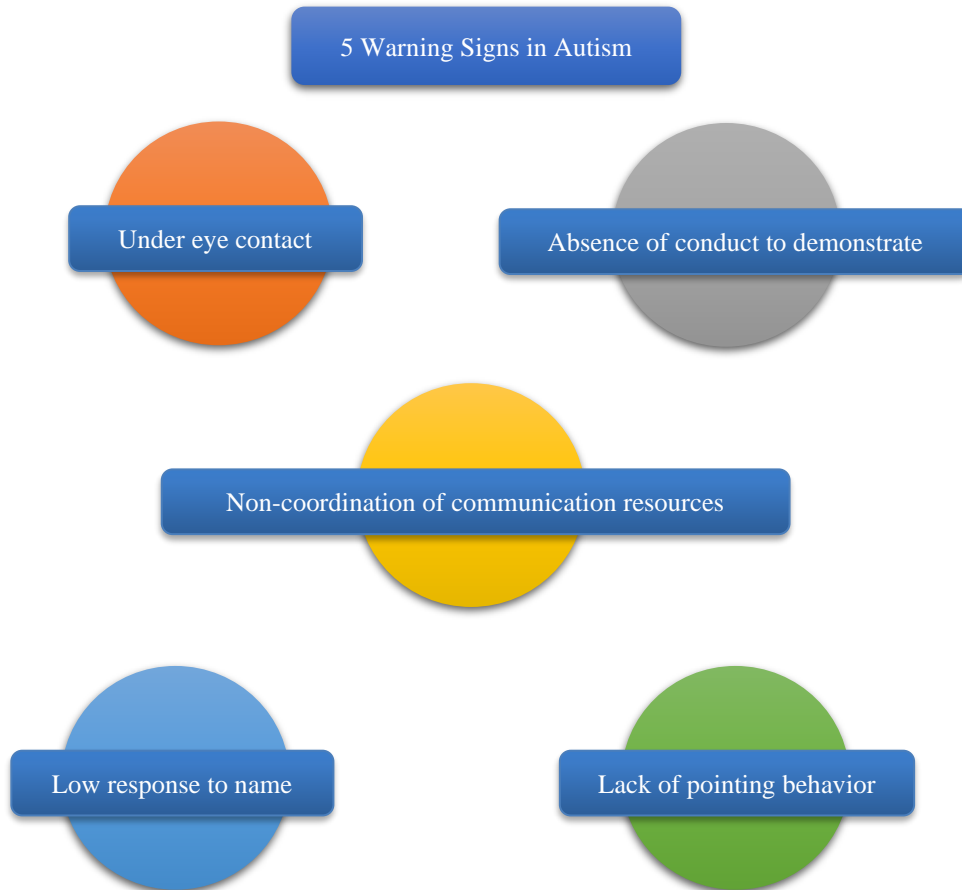 5 Warning Signs in Autism
Under eye contact
Absence of conduct to demonstrate
Non-coordination of communication resources
Low response to name
Lack of pointing behavior